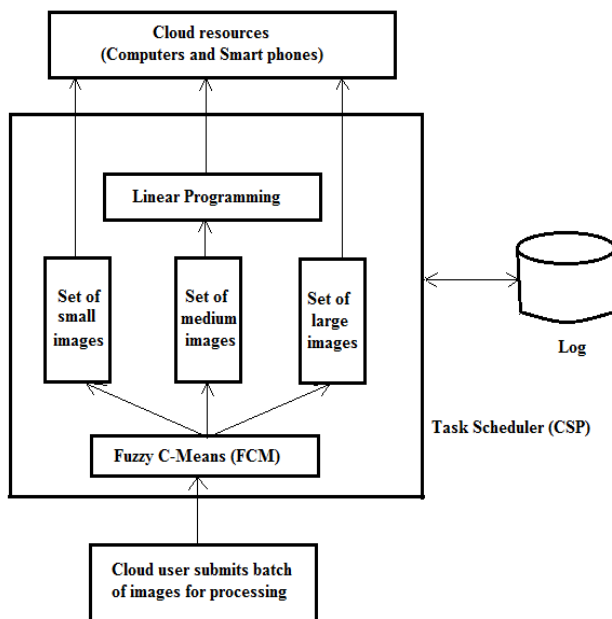 Cloud resources
(Computers and Smart phones)
Linear Programming
Set of
small
images
Set of
medium
images
Set of
large
images
Log
Task Scheduler (CSP)
Fuzzy C-Means (FCM)
Cloud user submits batch
of images for processing